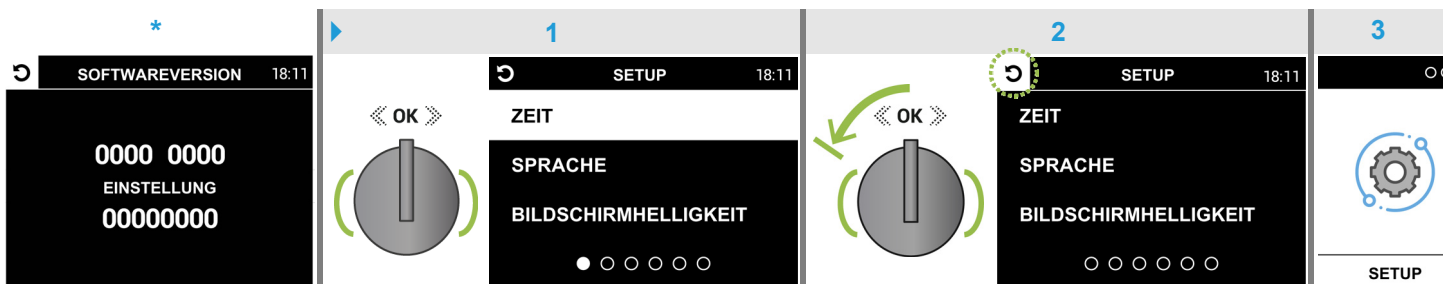 *
1
2
3
SOFTWAREVERSION 18:11
0000 0000
EINSTELLUNG
00000000
OK
SETUP 18:11
ZEIT
SPRACHE
BILDSCHIRMHELLIGKEIT
OK
SETUP 18:11
ZEIT
SPRACHE
BILDSCHIRMHELLIGKEIT
SETUP